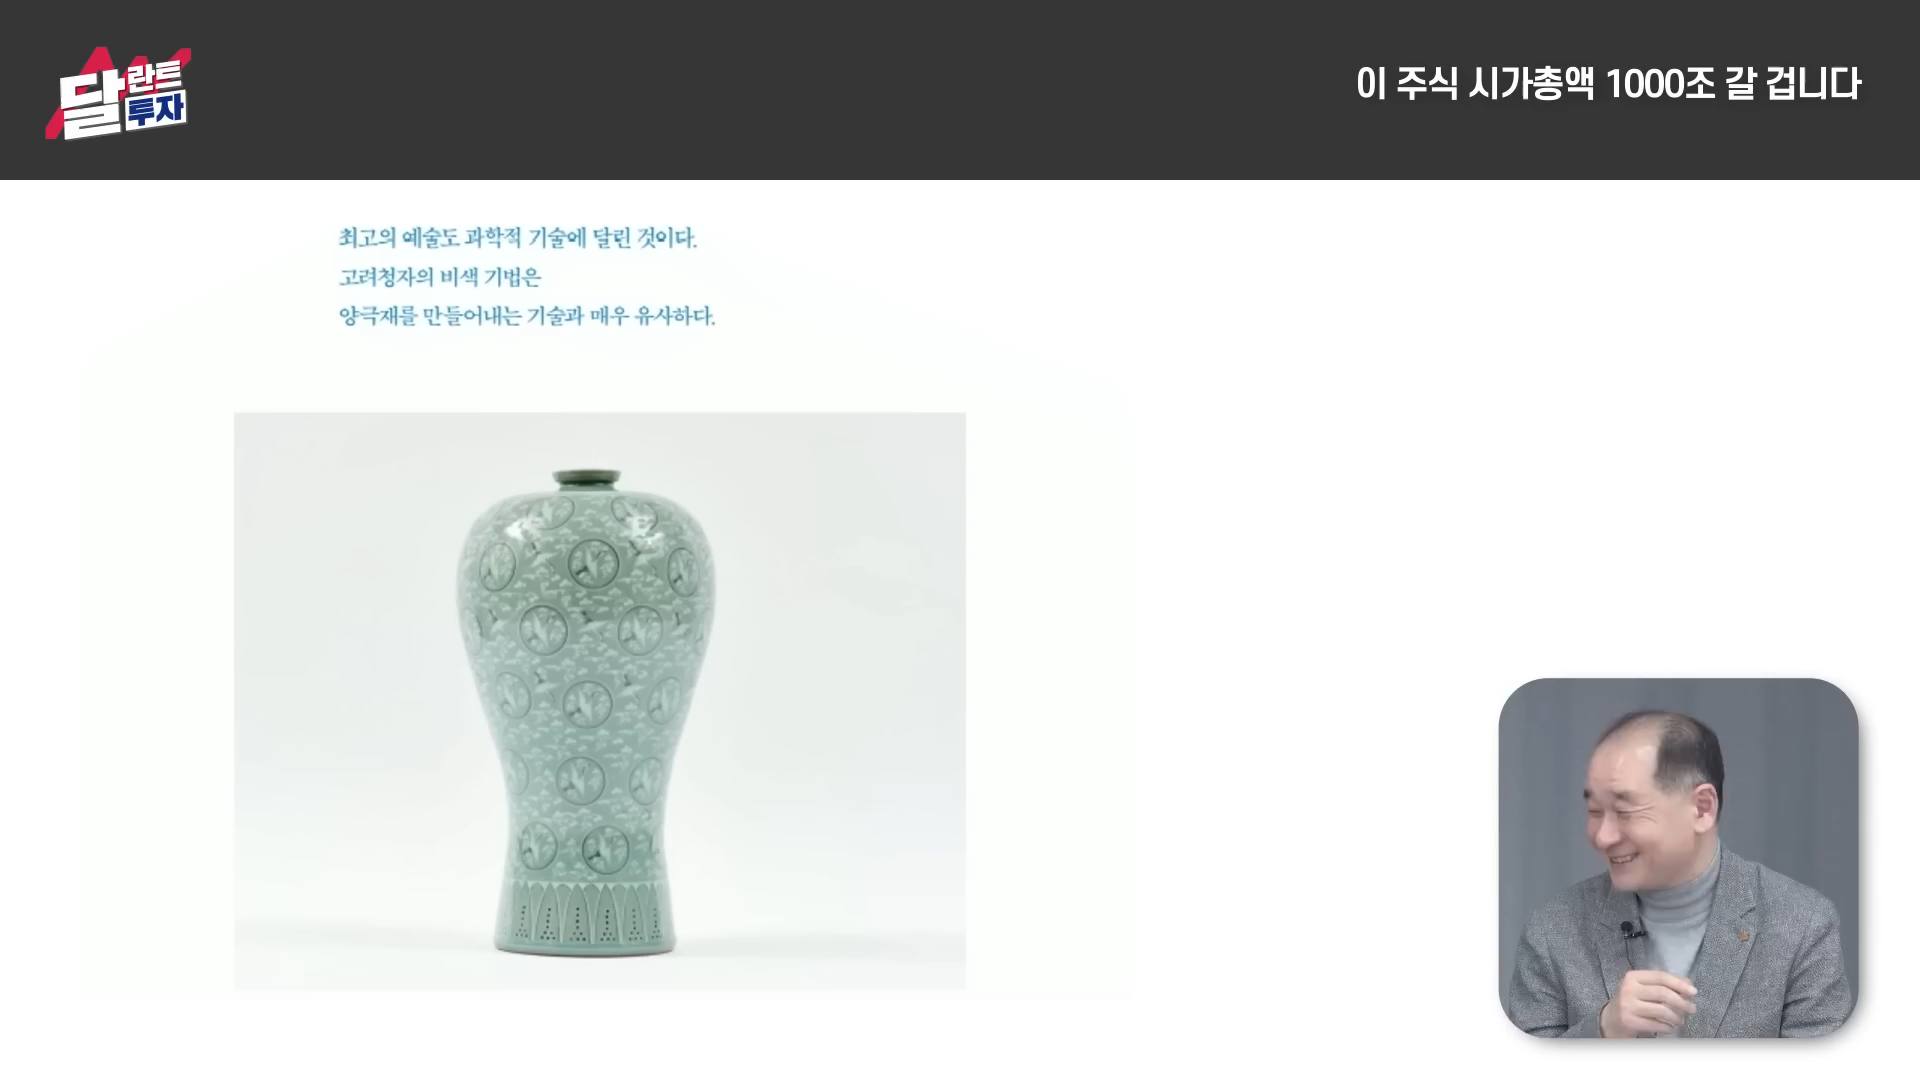 달란트
투자
이 주식 시가총액 1000조 갈 겁니다
최고의 예술도 과학적 기술에 달린 것이다.
고려청자의 비색 기법은
양극재를 만들어내는 기술과 매우 유사하다.